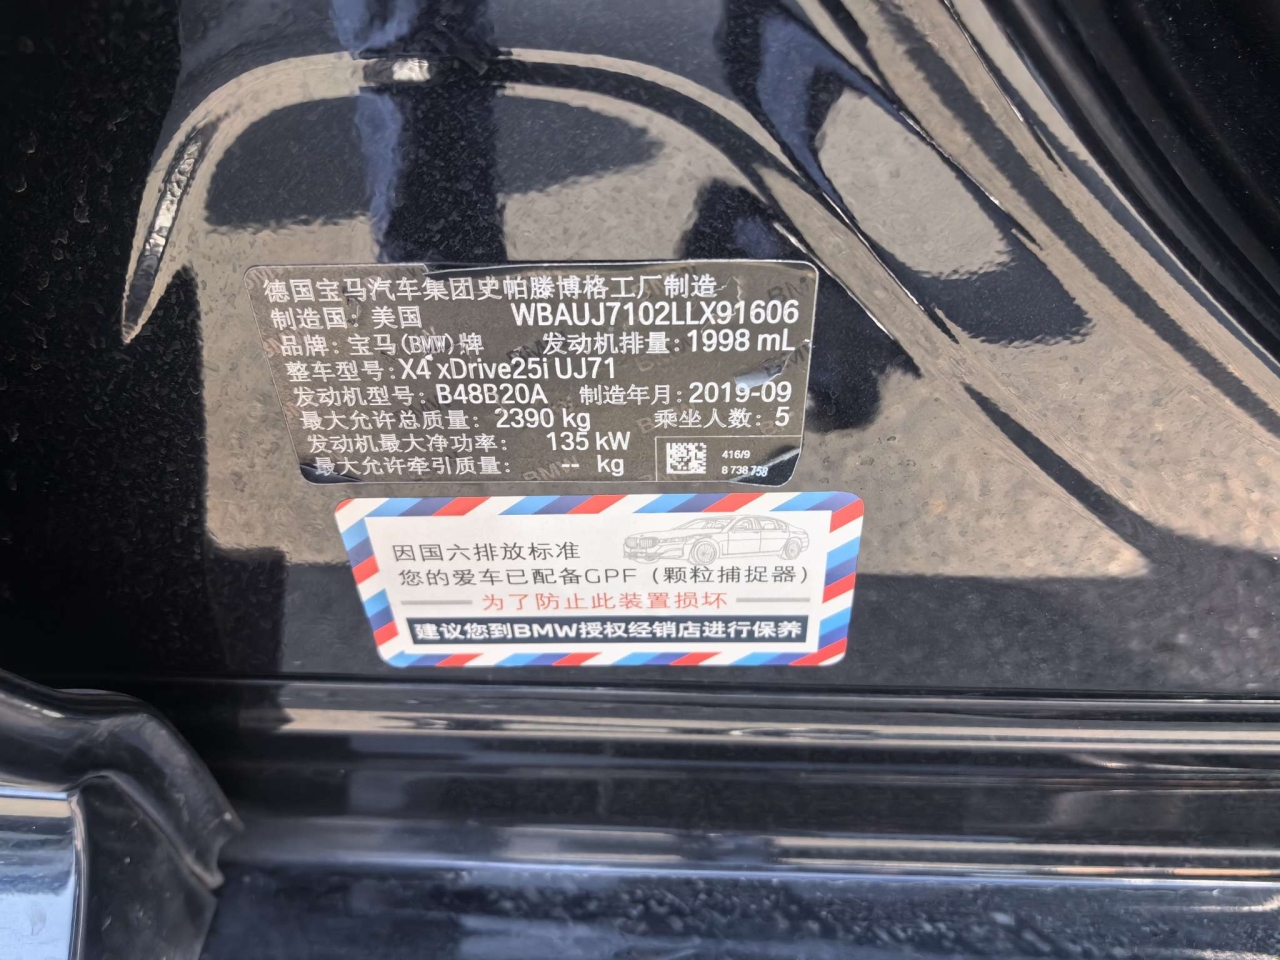 德国宝马汽车集团史帕滕博格工厂制造
制造国：美国 WBAUJ7102LLX91606
品牌：宝马(BMW)牌 发动机排量：1998 mL
整车型号：X4 xDrive25i UJ71
发动机型号：B48B20A 制造年月：2019-09
最大允许总质量：2390 kg 乘坐人数：5
发动机最大净功率： 135 kW
最大允许牵引质量： -- kg
416/9
8 738 758
因国六排放标准
您的爱车已配备GPF（颗粒捕捉器）
为了防止此装置损坏
建议您到BMW授权经销店进行保养